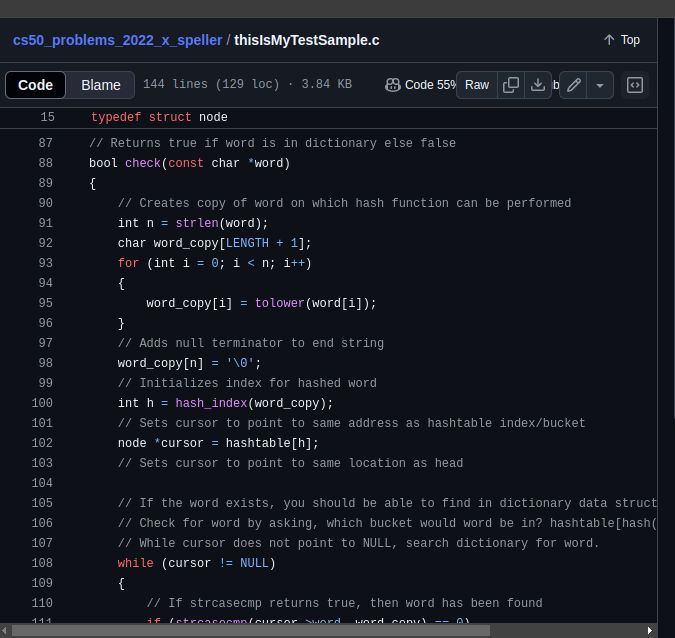 cs50_problems_2022_x_speller / thisIsMyTestSample.c
Top
Code Blame 144 lines (129 loc) · 3.84 KB Code 55% Raw
15 typedef struct node
87 // Returns true if word is in dictionary else false
88 bool check(const char *word)
89 {
90 // Creates copy of word on which hash function can be performed
91 int n = strlen(word);
92 char word_copy[LENGTH + 1];
93 for (int i = 0; i < n; i++)
94 {
95 word_copy[i] = tolower(word[i]);
96 }
97 // Adds null terminator to end string
98 word_copy[n] = '\0';
99 // Initializes index for hashed word
100 int h = hash_index(word_copy);
101 // Sets cursor to point to same address as hashtable index/bucket
102 node *cursor = hashtable[h];
103 // Sets cursor to point to same location as head
104
105 // If the word exists, you should be able to find in dictionary data struct
106 // Check for word by asking, which bucket would word be in? hashtable[hash(
107 // While cursor does not point to NULL, search dictionary for word.
108 while (cursor != NULL)
109 {
110 // If strcasecmp returns true, then word has been found
111 if (strcasecmp(cursor->word, word_copy) == 0)